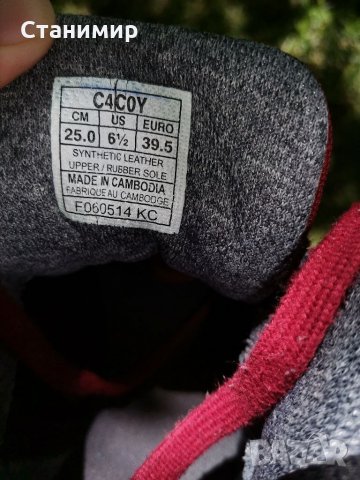 Станимир
C4C0Y
CM US EURO
25.0 6½ 39.5
SYNTHETIC LEATHER
UPPER / RUBBER SOLE
MADE IN CAMBODIA
FABRIQUE AU CAMBODGE
F060514 KC
BAZAR